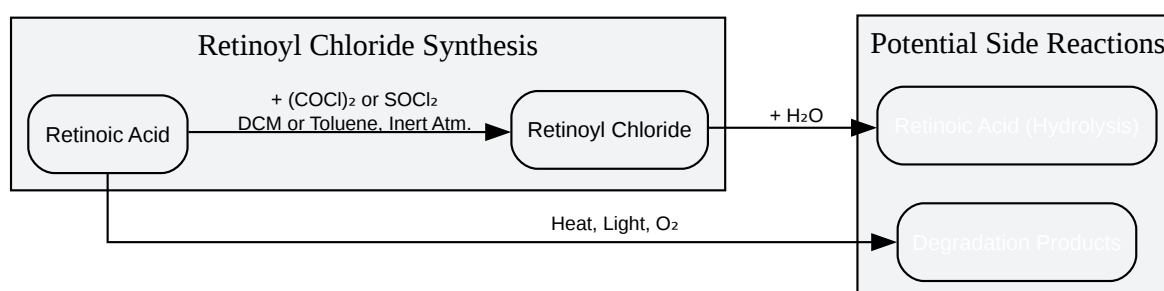 Retinoyl Chloride Synthesis
Potential Side Reactions
+ (COCl)₂ or SOCl₂
DCM or Toluene, Inert Atm.
Retinoic Acid
Retinoyl Chloride
+ H₂O
Retinoic Acid (Hydrolysis)
Heat, Light, O₂
Degradation Products